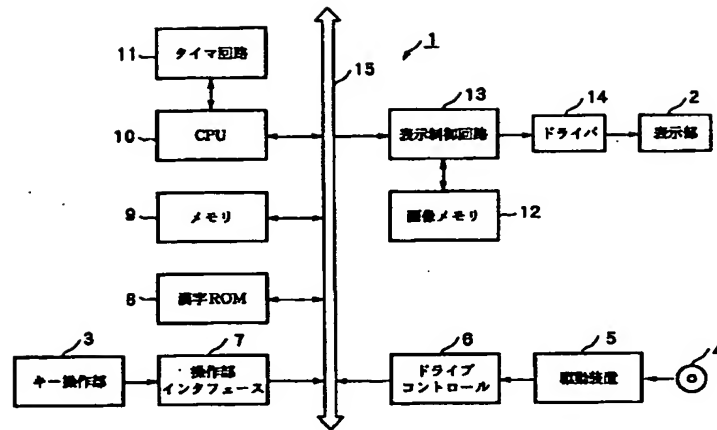 1
11
タイマ回路
15
13
14
2
10
CPU
表示制御回路
ドライバ
表示部
9
メモリ
画像メモリ
12
8
漢字ROM
3
7
6
5
4
キー操作部
操作部
インタフェース
ドライブ
コントロール
駆動装置